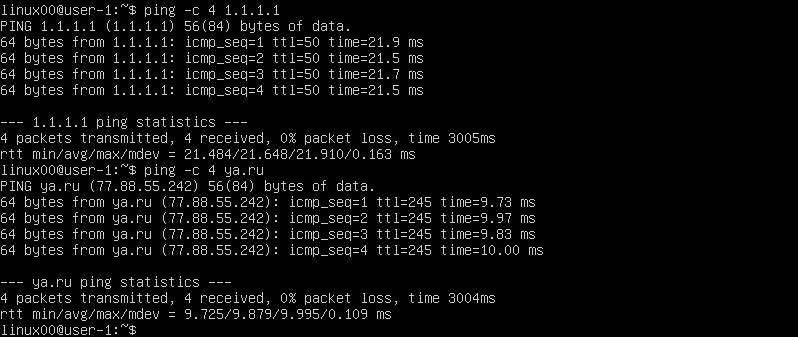 linux00@user-1:~$ ping -c 4 1.1.1.1
PING 1.1.1.1 (1.1.1.1) 56(84) bytes of data.
64 bytes from 1.1.1.1: icmp_seq=1 ttl=50 time=21.9 ms
64 bytes from 1.1.1.1: icmp_seq=2 ttl=50 time=21.5 ms
64 bytes from 1.1.1.1: icmp_seq=3 ttl=50 time=21.7 ms
64 bytes from 1.1.1.1: icmp_seq=4 ttl=50 time=21.5 ms

--- 1.1.1.1 ping statistics ---
4 packets transmitted, 4 received, 0% packet loss, time 3005ms
rtt min/avg/max/mdev = 21.484/21.648/21.910/0.163 ms
linux00@user-1:~$ ping -c 4 ya.ru
PING ya.ru (77.88.55.242) 56(84) bytes of data.
64 bytes from ya.ru (77.88.55.242): icmp_seq=1 ttl=245 time=9.73 ms
64 bytes from ya.ru (77.88.55.242): icmp_seq=2 ttl=245 time=9.97 ms
64 bytes from ya.ru (77.88.55.242): icmp_seq=3 ttl=245 time=9.83 ms
64 bytes from ya.ru (77.88.55.242): icmp_seq=4 ttl=245 time=10.00 ms

--- ya.ru ping statistics ---
4 packets transmitted, 4 received, 0% packet loss, time 3004ms
rtt min/avg/max/mdev = 9.725/9.879/9.995/0.109 ms
linux00@user-1:~$